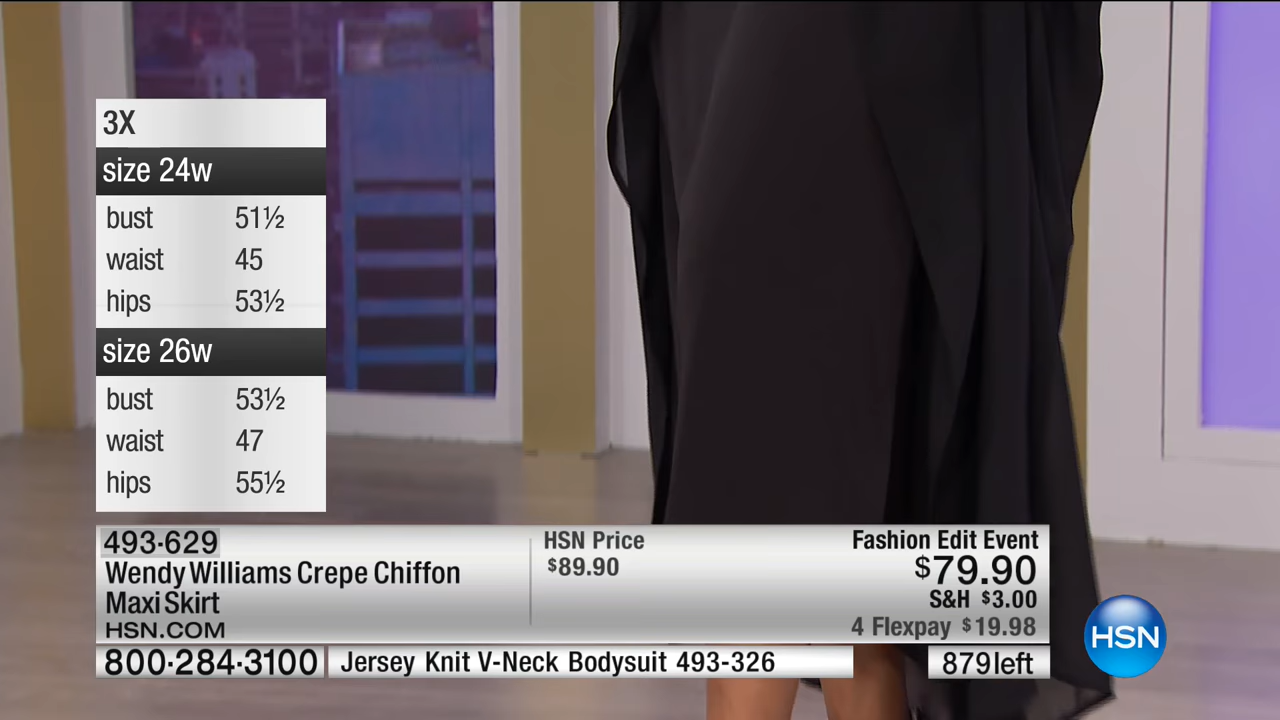 3X
size 24w
bust 51½
waist 45
hips 53½
size 26w
bust 53½
waist 47
hips 55½
493-629
Wendy Williams Crepe Chiffon
Maxi Skirt
HSN.COM
HSN Price
$89.90
Fashion Edit Event
$79.90
S&H $3.00
4 Flexpay $19.98
HSN
800·284·3100
Jersey Knit V-Neck Bodysuit 493-326
879 left